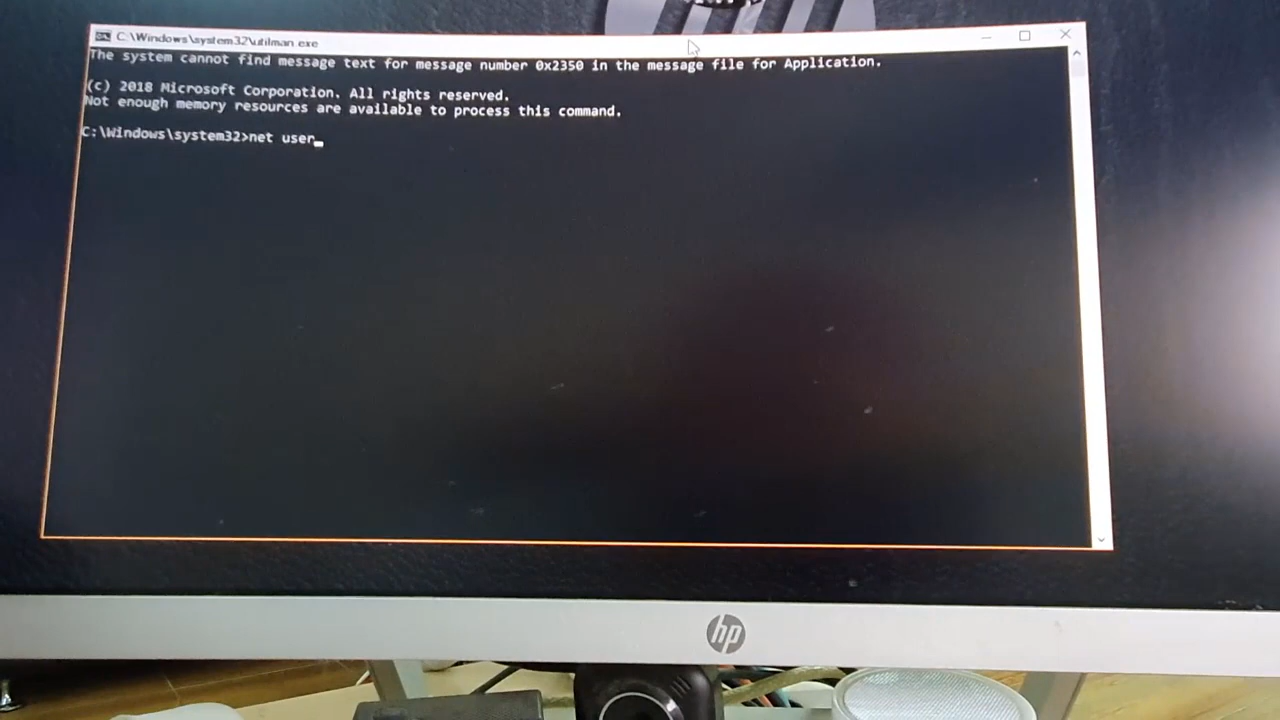 C:\Windows\system32\utilman.exe
The system cannot find message text for message number 0x2350 in the message file for Application.
(c) 2018 Microsoft Corporation. All rights reserved.
Not enough memory resources are available to process this command.
C:\Windows\system32>net user
hp